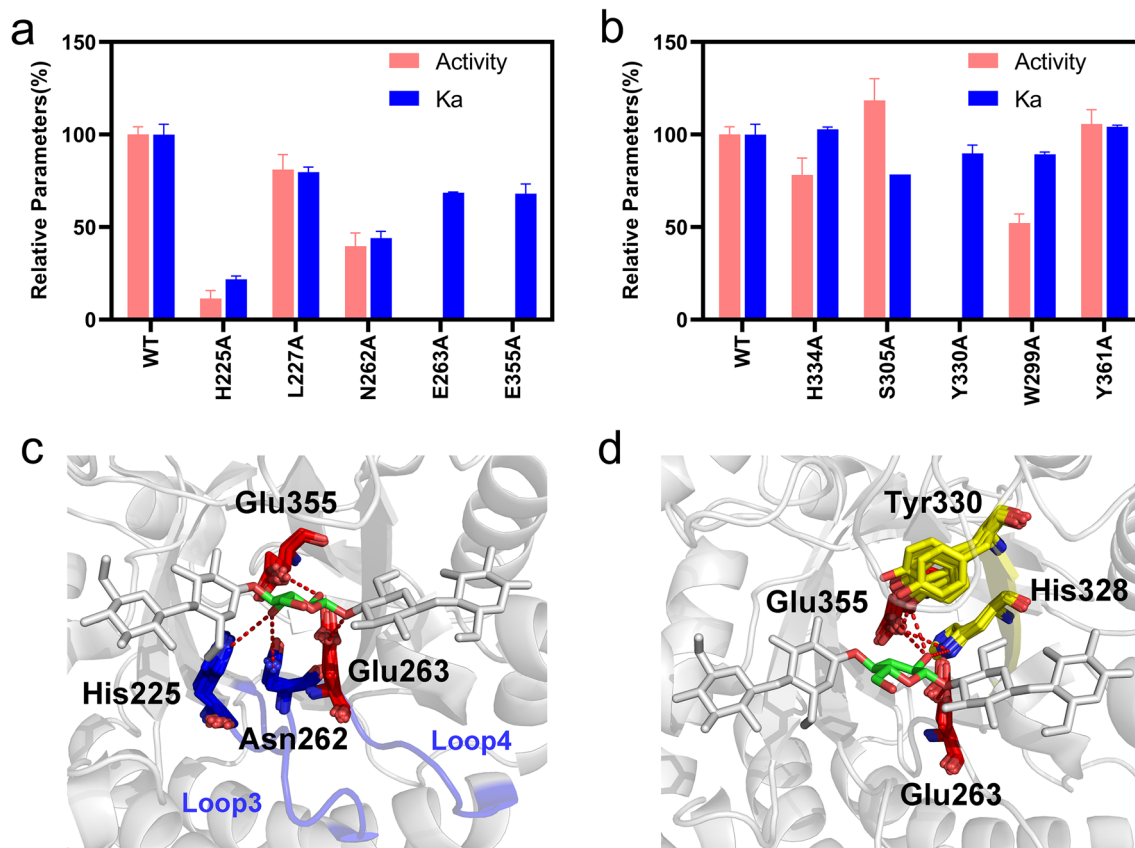 a
150
100
50
0
Relative Parameters(%)
Activity
Ka
WT
H225A
L227A
N262A
E263A
E355A
b
150
100
50
0
Relative Parameters(%)
Activity
Ka
WT
H334A
S305A
Y330A
W299A
Y361A
c
Glu355
His225
Glu263
Asn262
Loop4
Loop3
d
Tyr330
Glu355
His328
Glu263